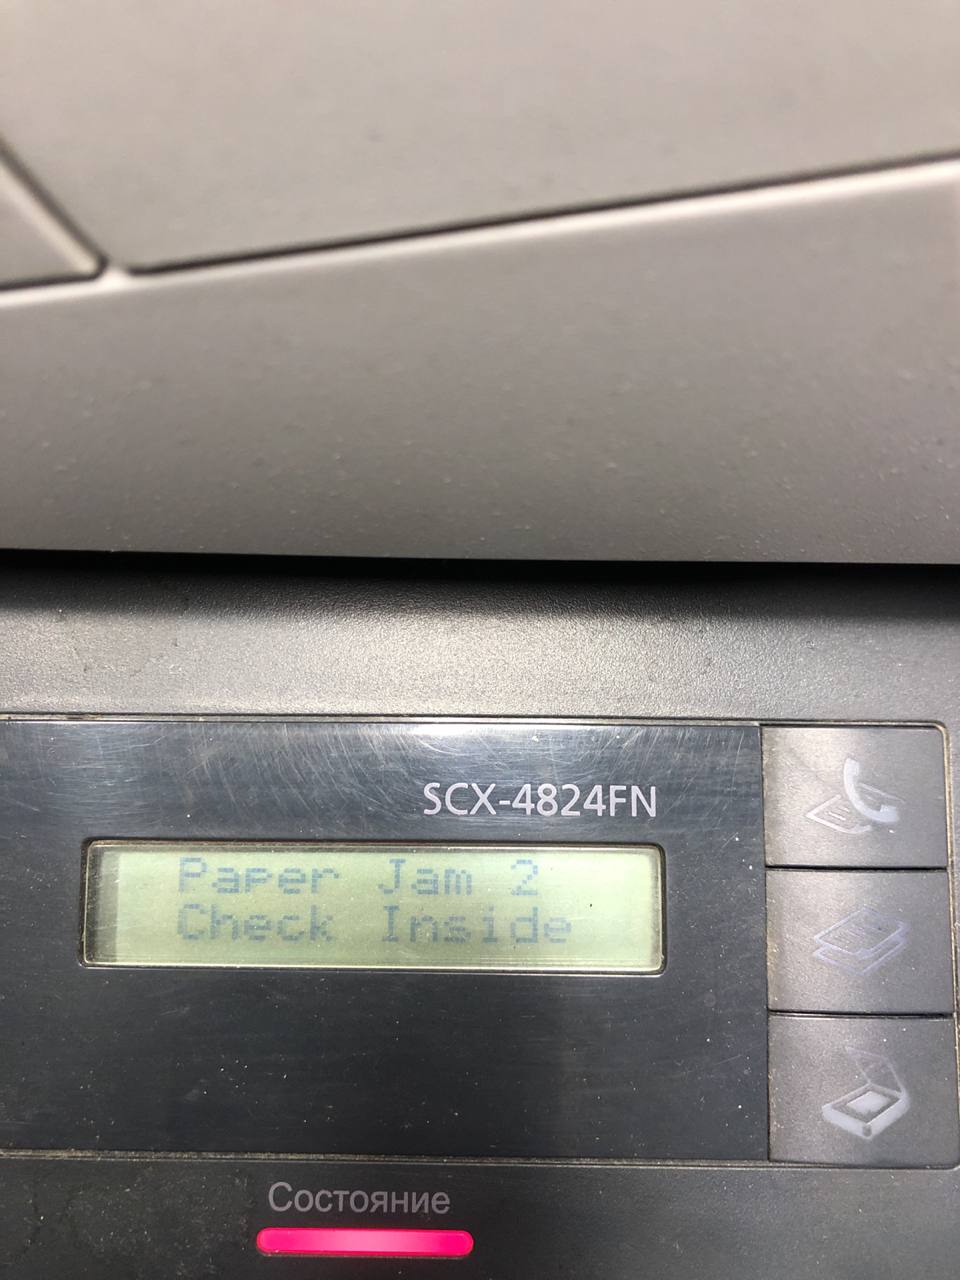 SCX-4824FN
Paper Jam 2
Check Inside
Состояние